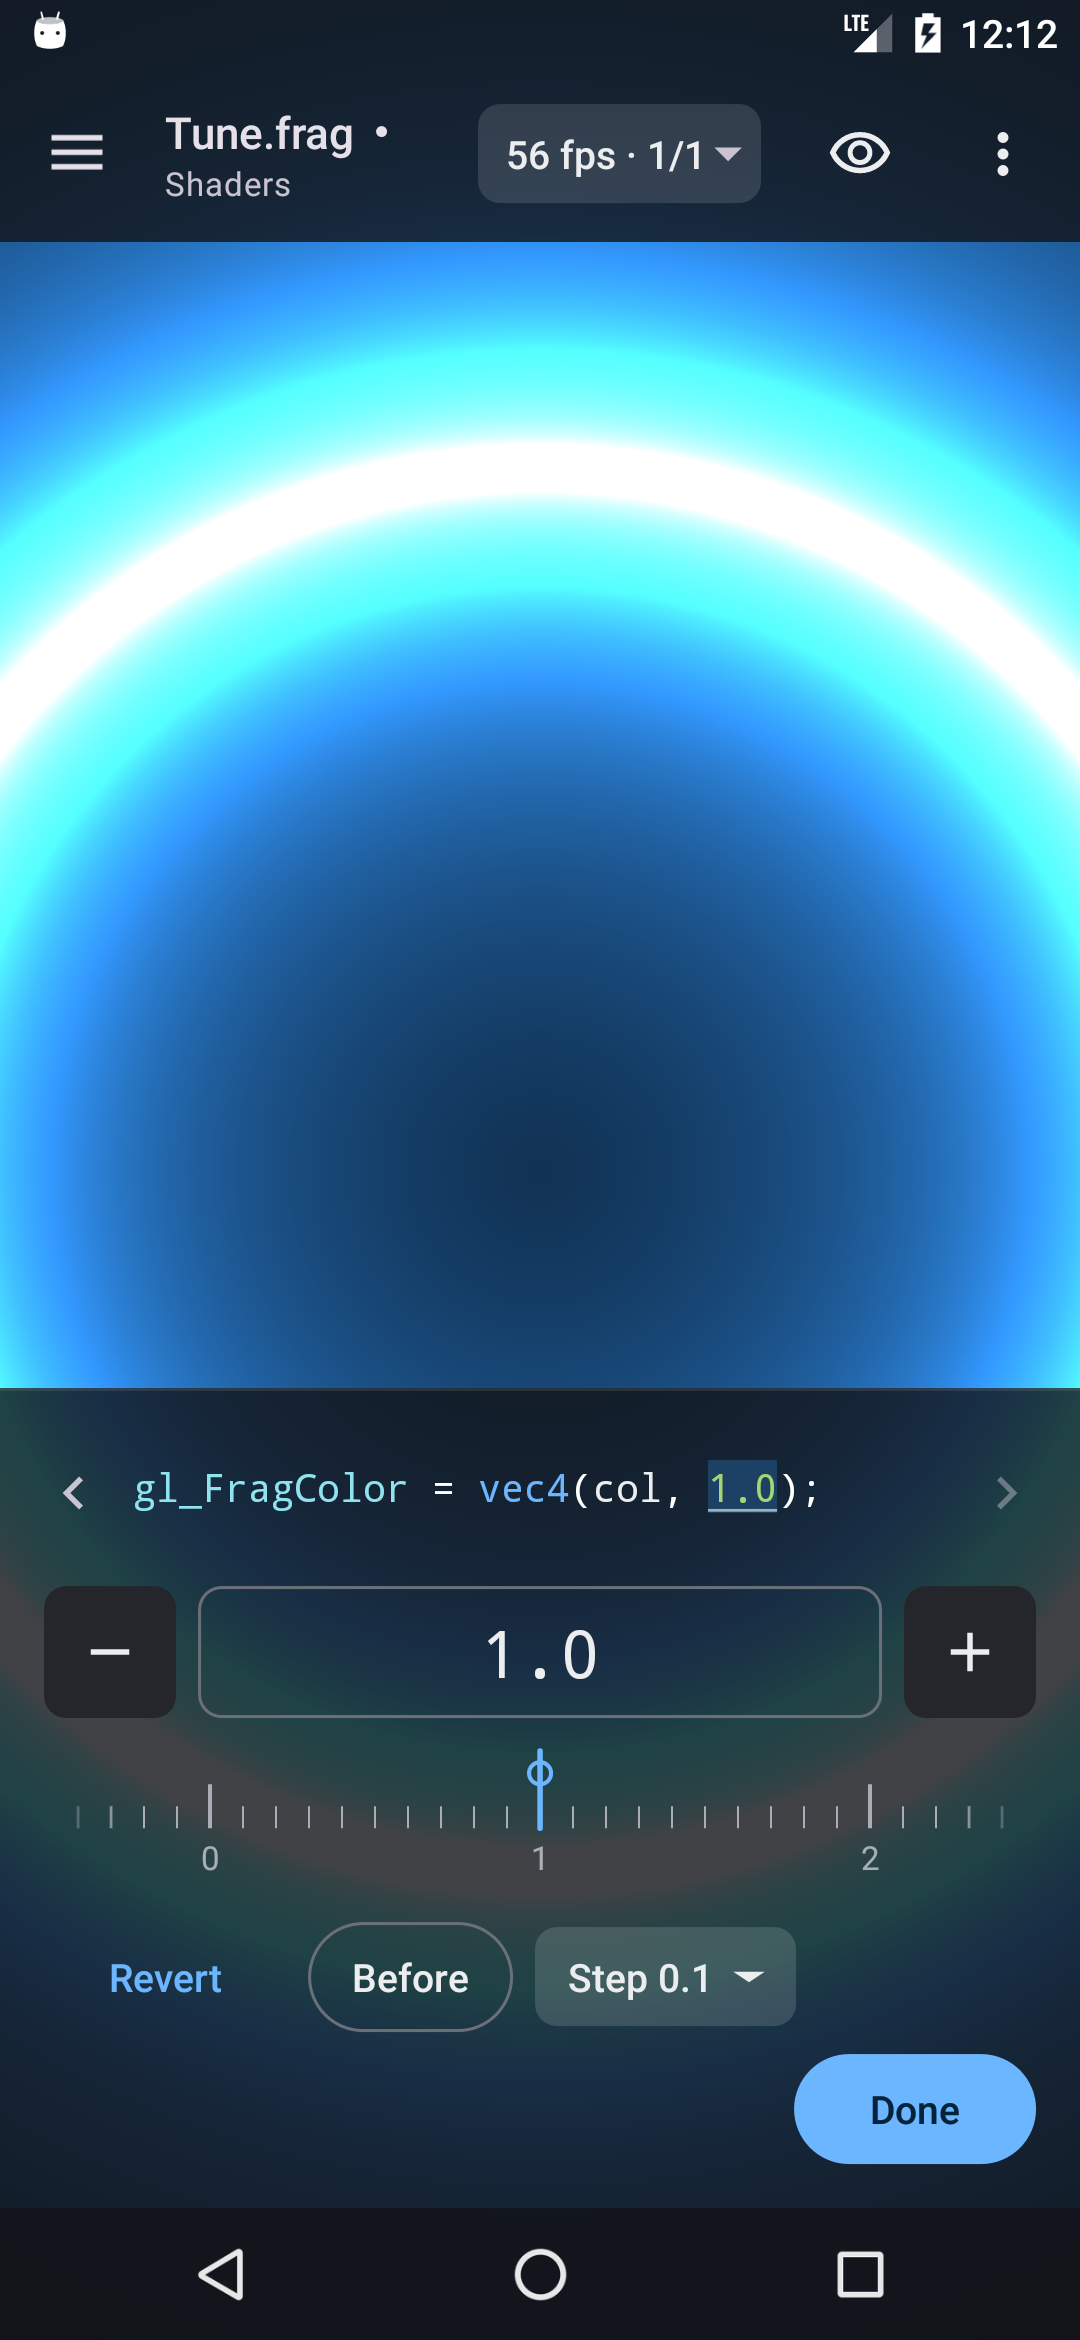 LTE 12:12
Tune.frag •
Shaders
56 fps · 1/1
gl_FragColor = vec4(col, 1.0);
1.0
0 1 2
Revert Before Step 0.1
Done